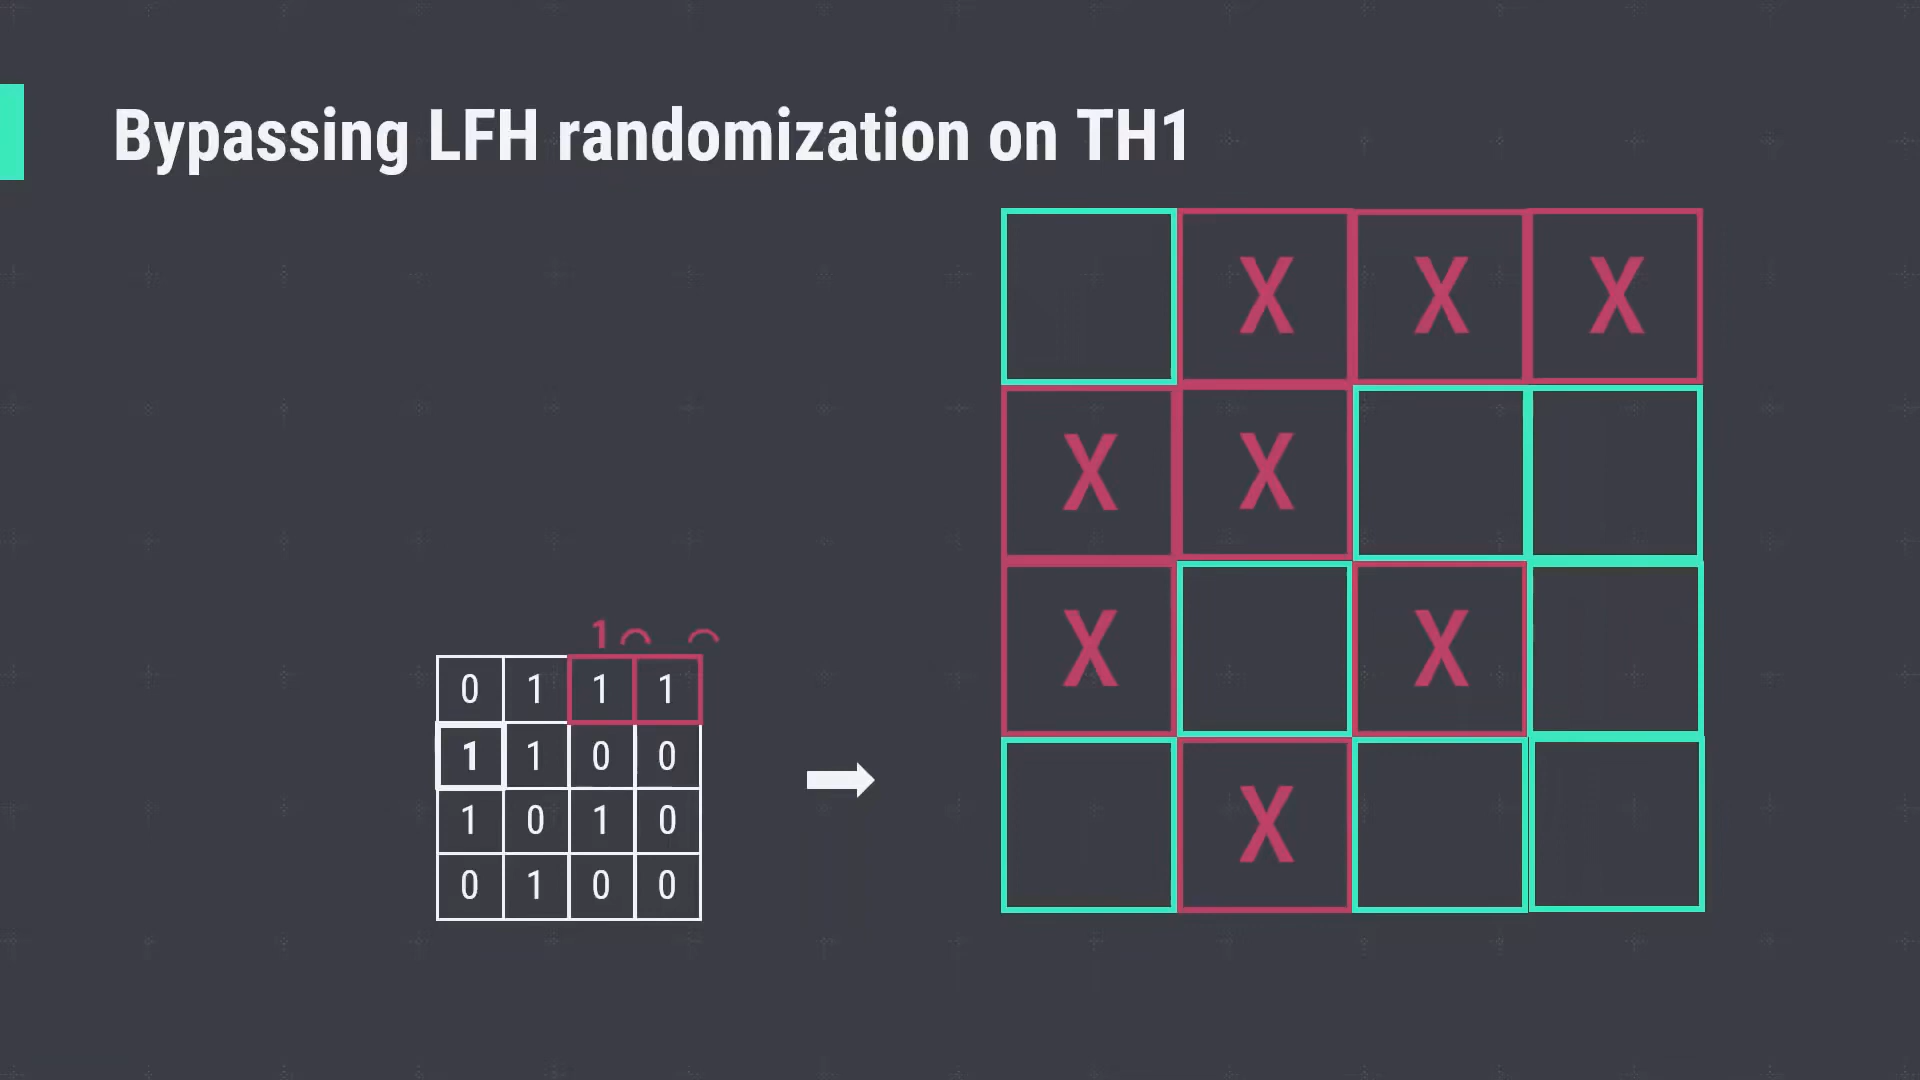 Bypassing LFH randomization on TH1
X X X
X X
X X
X
1
0 1 1 1
1 1 0 0
1 0 1 0
0 1 0 0